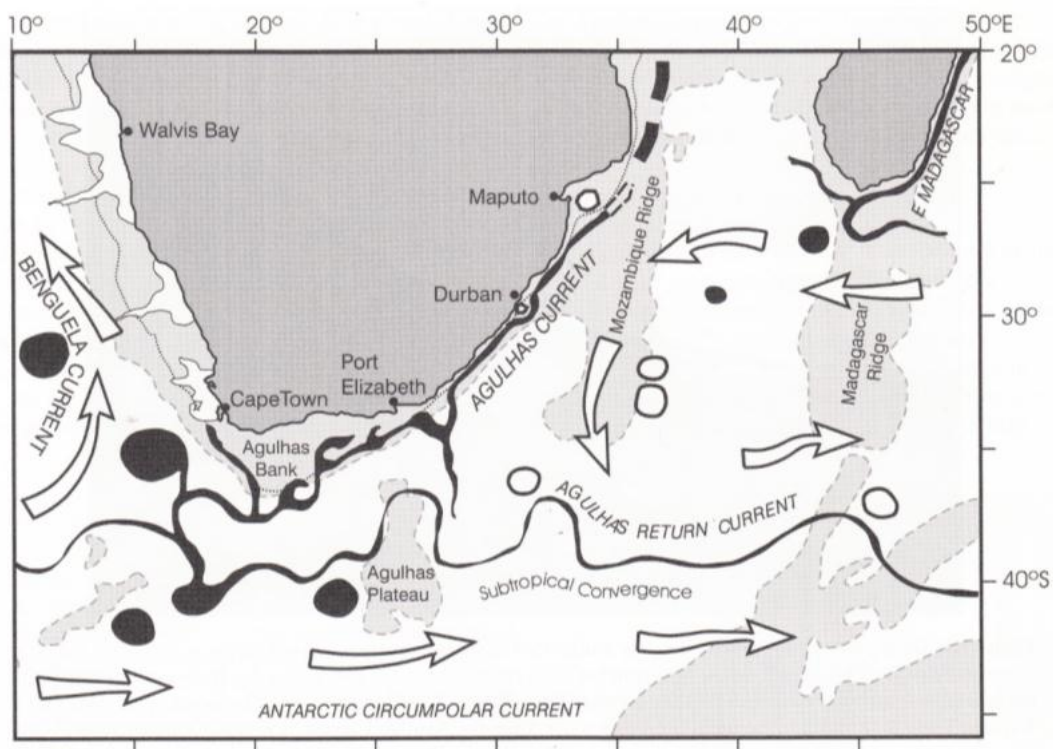 10°
20°
30°
40°
50°E
20°
Walvis Bay
E MADAGASCAR
Maputo
Mozambique Ridge
BENGUELA CURRENT
Durban
AGULHAS CURRENT
30°
Port
Elizabeth
Madagascar
Ridge
CapeTown
Agulhas
Bank
AGULHAS RETURN CURRENT
Agulhas
Plateau
Subtropical Convergence
40°S
ANTARCTIC CIRCUMPOLAR CURRENT